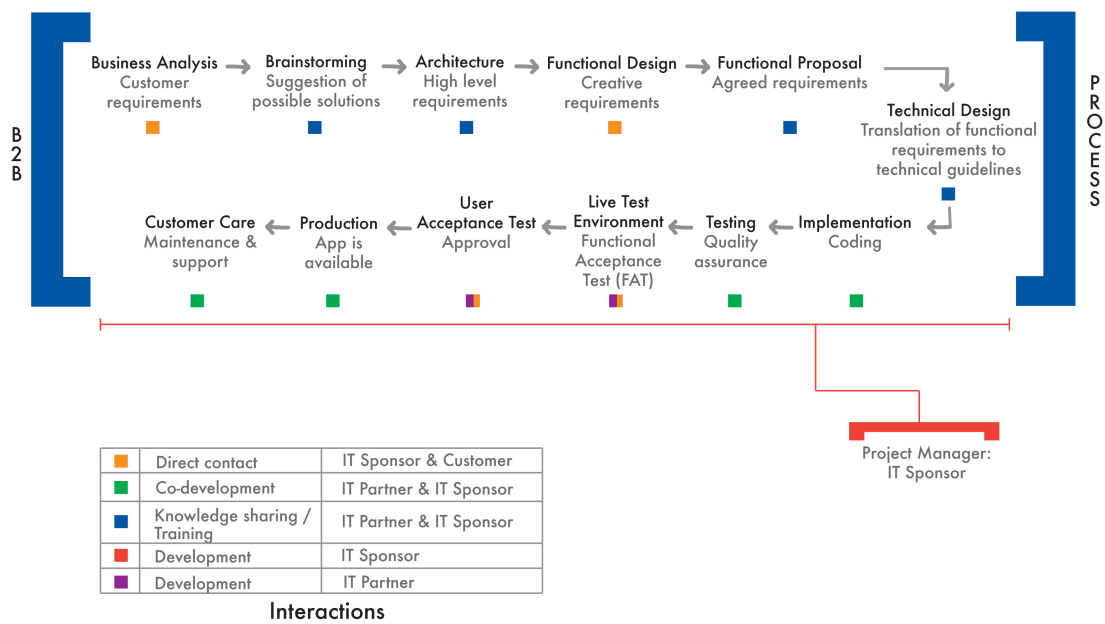 B2B
PROCESS
Business Analysis
Customer
requirements
Brainstorming
Suggestion of
possible solutions
Architecture
High level
requirements
Functional Design
Creative
requirements
Functional Proposal
Agreed requirements
Technical Design
Translation of functional
requirements to
technical guidelines
Implementation
Coding
Testing
Quality
assurance
Live Test
Environment
Functional
Acceptance
Test (FAT)
User
Acceptance Test
Approval
Production
App is
available
Customer Care
Maintenance &
support
Project Manager:
IT Sponsor
Direct contact IT Sponsor & Customer
Co-development IT Partner & IT Sponsor
Knowledge sharing /
Training IT Partner & IT Sponsor
Development IT Sponsor
Development IT Partner
Interactions